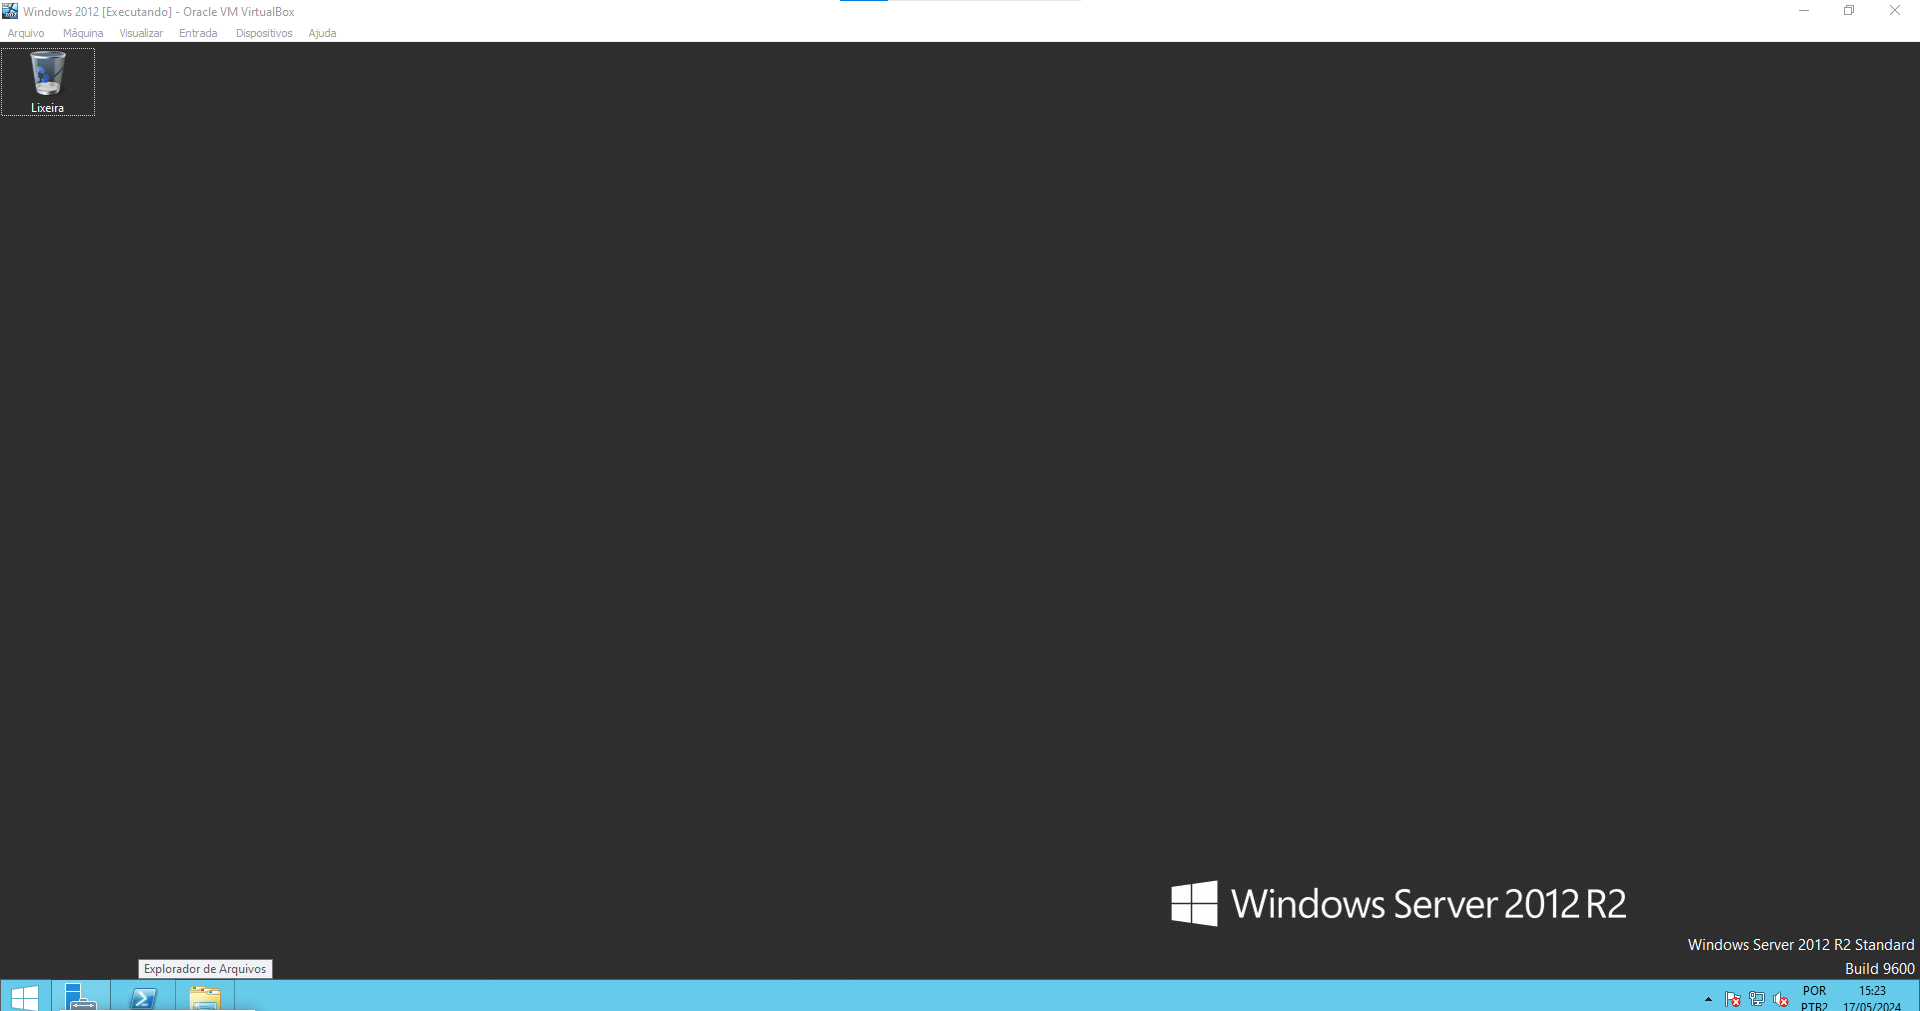 Windows 2012 [Executando] - Oracle VM VirtualBox
Arquivo Máquina Visualizar Entrada Dispositivos Ajuda
Lixeira
Windows Server 2012 R2
Windows Server 2012 R2 Standard
Build 9600
Explorador de Arquivos
POR 15:23
PTB2 17/05/2024